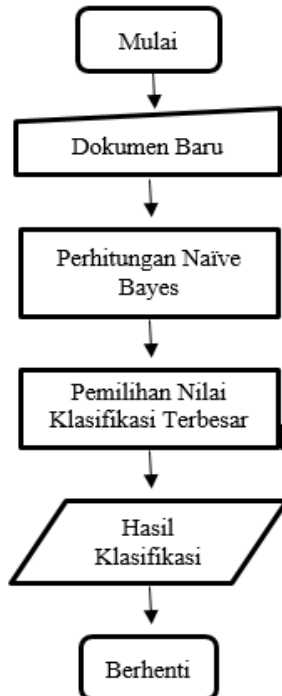 Mulai
Dokumen Baru
Perhitungan Naïve
Bayes
Pemilihan Nilai
Klasifikasi Terbesar
Hasil
Klasifikasi
Berhenti